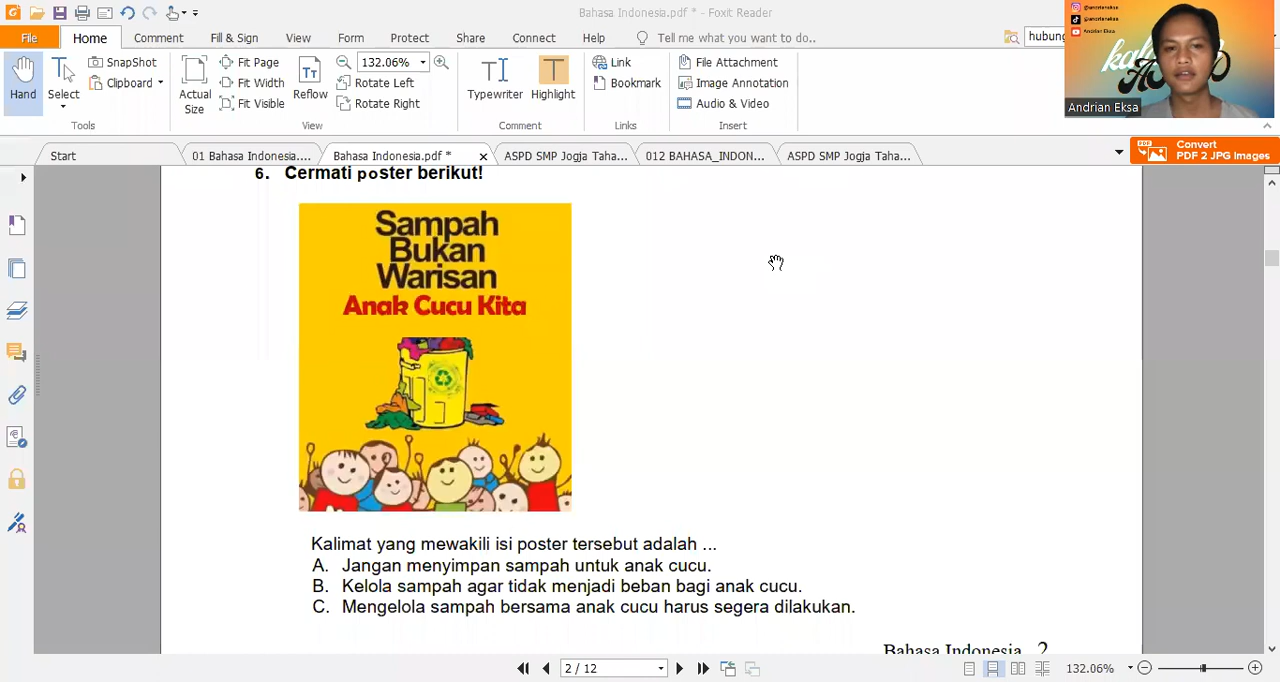 Bahasa Indonesia.pdf * - Foxit Reader
File
Home
Comment
Fill & Sign
View
Form
Protect
Share
Connect
Help
Tell me what you want to do..
hubung
Hand
Select
SnapShot
Clipboard
Tools
Actual
Size
Fit Page
Fit Width
Fit Visible
Reflow
132.06%
Rotate Left
Rotate Right
View
Typewriter
Highlight
Comment
Link
Bookmark
Links
File Attachment
Image Annotation
Audio & Video
Insert
Andrian Eksa
Andrian Eksa
Start
01 Bahasa Indonesia....
Bahasa Indonesia.pdf *
ASPD SMP Jogja Taha...
012 BAHASA_INDON...
ASPD SMP Jogja Taha...
Convert
PDF 2 JPG Images
6. Cermati poster berikut!
Sampah
Bukan
Warisan
Anak Cucu Kita
Kalimat yang mewakili isi poster tersebut adalah ...
A. Jangan menyimpan sampah untuk anak cucu.
B. Kelola sampah agar tidak menjadi beban bagi anak cucu.
C. Mengelola sampah bersama anak cucu harus segera dilakukan.
Bahasa Indonesia 2
2 / 12
132.06%